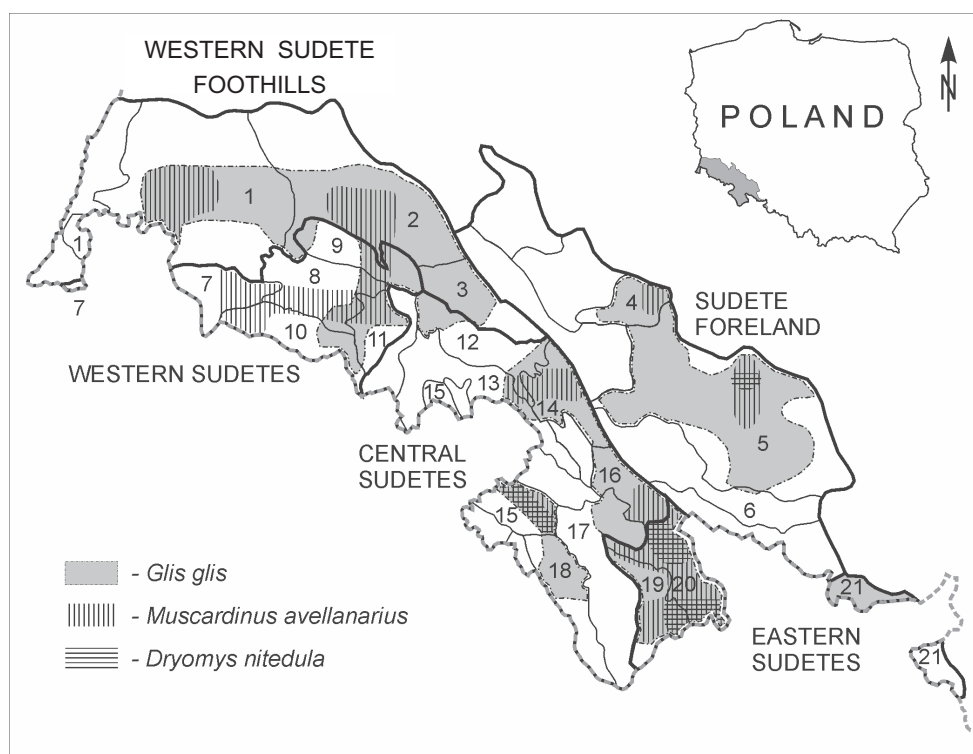 WESTERN SUDETE
FOOTHILLS
POLAND
N
1
2
1
9
8
7
7
3
4
SUDETE
FORELAND
10
11
12
WESTERN SUDETES
13
15
14
5
CENTRAL
SUDETES
16
6
15
17
18
19
20
21
- Glis glis
- Muscardinus avellanarius
- Dryomys nitedula
EASTERN
SUDETES
21